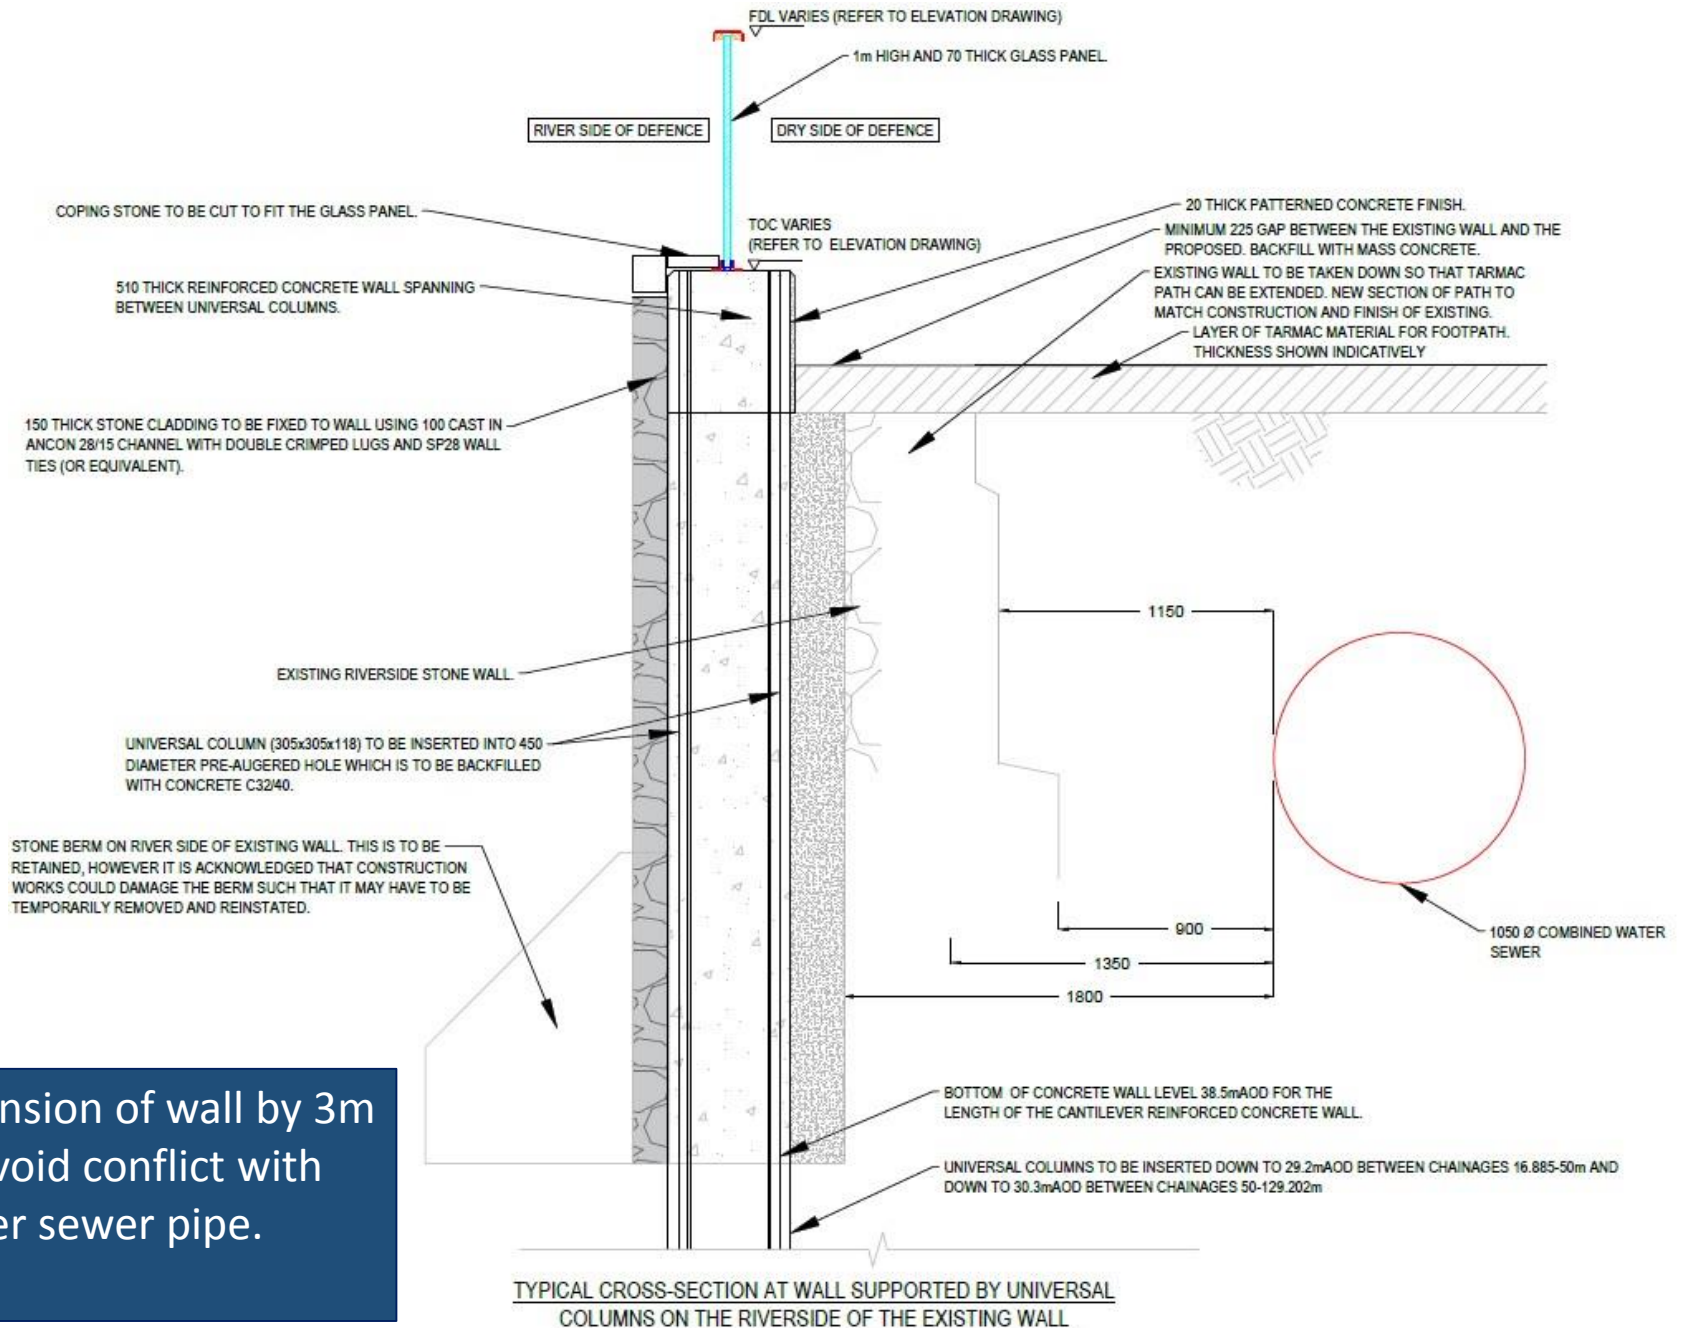 FDL VARIES (REFER TO ELEVATION DRAWING)
1m HIGH AND 70 THICK GLASS PANEL.
RIVER SIDE OF DEFENCE
DRY SIDE OF DEFENCE
COPING STONE TO BE CUT TO FIT THE GLASS PANEL.
TOC VARIES
(REFER TO ELEVATION DRAWING)
20 THICK PATTERNED CONCRETE FINISH.
MINIMUM 225 GAP BETWEEN THE EXISTING WALL AND THE
PROPOSED. BACKFILL WITH MASS CONCRETE.
EXISTING WALL TO BE TAKEN DOWN SO THAT TARMAC
PATH CAN BE EXTENDED. NEW SECTION OF PATH TO
MATCH CONSTRUCTION AND FINISH OF EXISTING.
LAYER OF TARMAC MATERIAL FOR FOOTPATH.
THICKNESS SHOWN INDICATIVELY
510 THICK REINFORCED CONCRETE WALL SPANNING
BETWEEN UNIVERSAL COLUMNS.
150 THICK STONE CLADDING TO BE FIXED TO WALL USING 100 CAST IN
ANCON 28/15 CHANNEL WITH DOUBLE CRIMPED LUGS AND SP28 WALL
TIES (OR EQUIVALENT).
1150
EXISTING RIVERSIDE STONE WALL.
UNIVERSAL COLUMN (305x305x118) TO BE INSERTED INTO 450
DIAMETER PRE-AUGERED HOLE WHICH IS TO BE BACKFILLED
WITH CONCRETE C32/40.
STONE BERM ON RIVER SIDE OF EXISTING WALL. THIS IS TO BE
RETAINED, HOWEVER IT IS ACKNOWLEDGED THAT CONSTRUCTION
WORKS COULD DAMAGE THE BERM SUCH THAT IT MAY HAVE TO BE
TEMPORARILY REMOVED AND REINSTATED.
900
1350
1800
1050 Ø COMBINED WATER
SEWER
BOTTOM OF CONCRETE WALL LEVEL 38.5mAOD FOR THE
LENGTH OF THE CANTILEVER REINFORCED CONCRETE WALL.
UNIVERSAL COLUMNS TO BE INSERTED DOWN TO 29.2mAOD BETWEEN CHAINAGES 16.885-50m AND
DOWN TO 30.3mAOD BETWEEN CHAINAGES 50-129.202m
nsion of wall by 3m
void conflict with
er sewer pipe.
TYPICAL CROSS-SECTION AT WALL SUPPORTED BY UNIVERSAL
COLUMNS ON THE RIVERSIDE OF THE EXISTING WALL